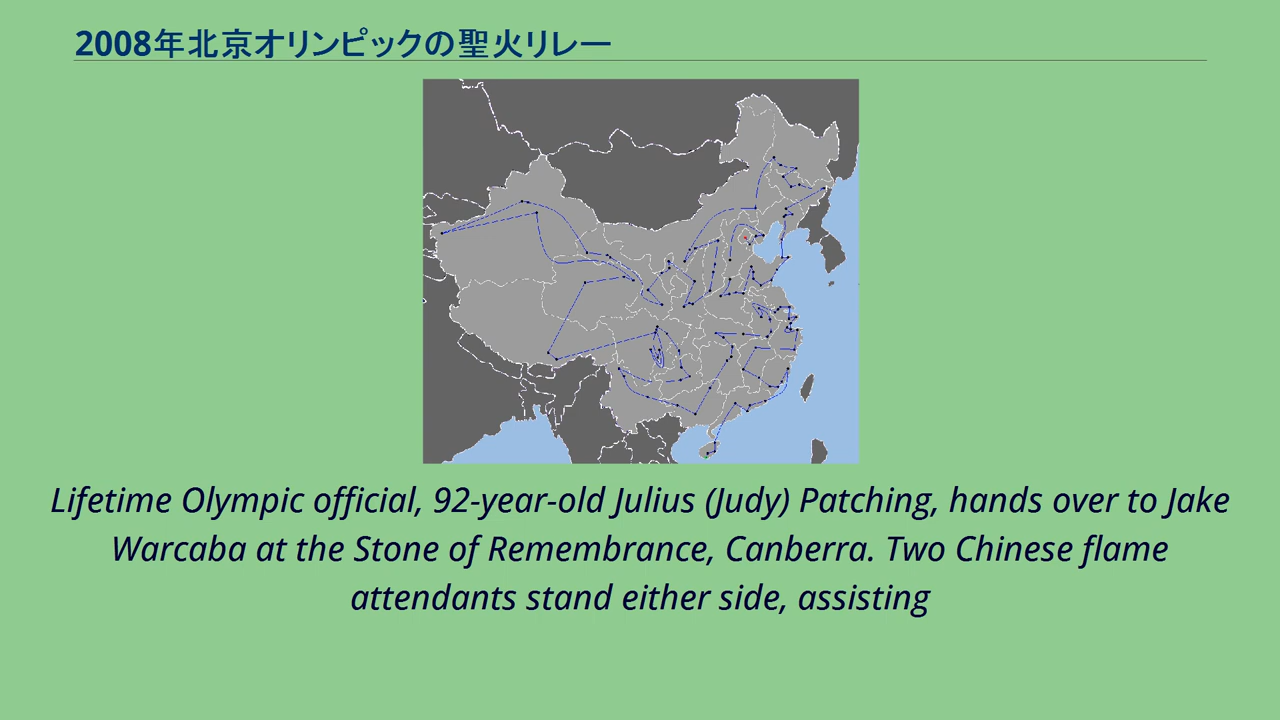 2008年北京オリンピックの聖火リレー
Lifetime Olympic official, 92-year-old Julius (Judy) Patching, hands over to Jake
Warcaba at the Stone of Remembrance, Canberra. Two Chinese flame
attendants stand either side, assisting